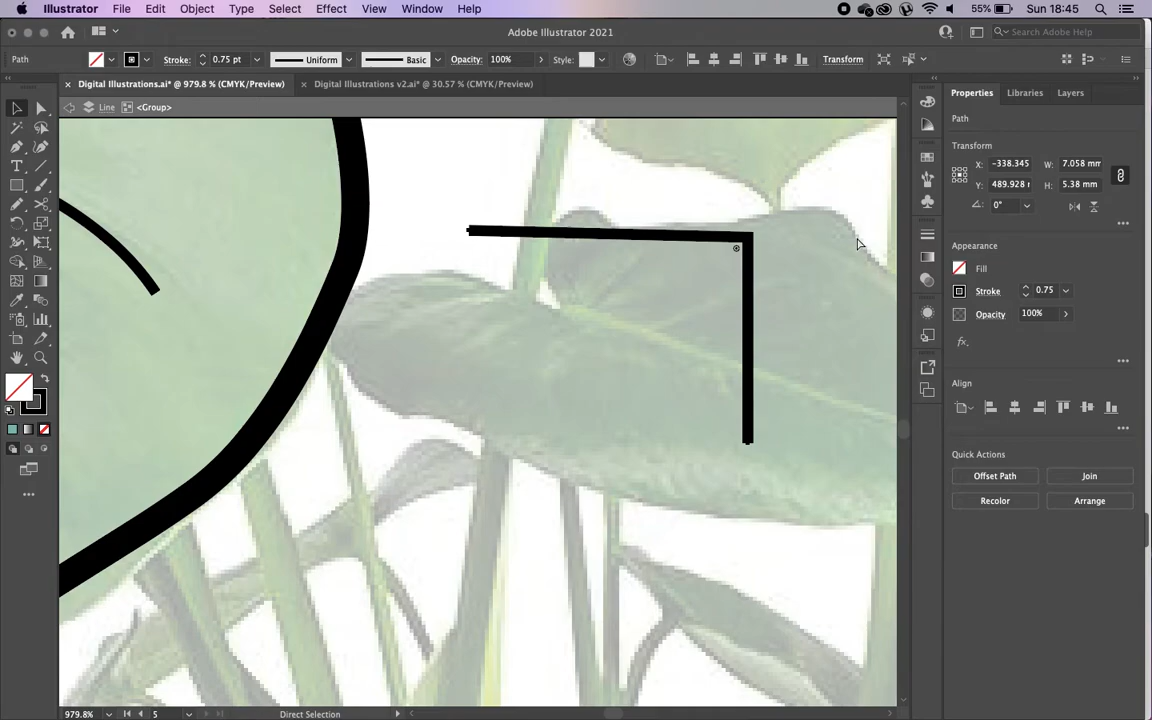 Illustrator File Edit Object Type Select Effect View Window Help 55% Sun 18:45
Adobe Illustrator 2021 Search Adobe Help
Path Stroke: 0.75 pt Uniform Basic Opacity: 100% Style: Transform
× Digital Illustrations.ai* @ 979.8 % (CMYK/Preview) × Digital Illustrations v2.ai* @ 30.57 % (CMYK/Preview)
Line <Group>
Properties Libraries Layers
Path
Transform
X: -338.345 W: 7.058 mm
Y: 489.928 H: 5.38 mm
0°
Appearance
Fill
Stroke 0.75
Opacity 100%
fx.
Align
Quick Actions
Offset Path Join
Recolor Arrange
979.8% 5 Direct Selection